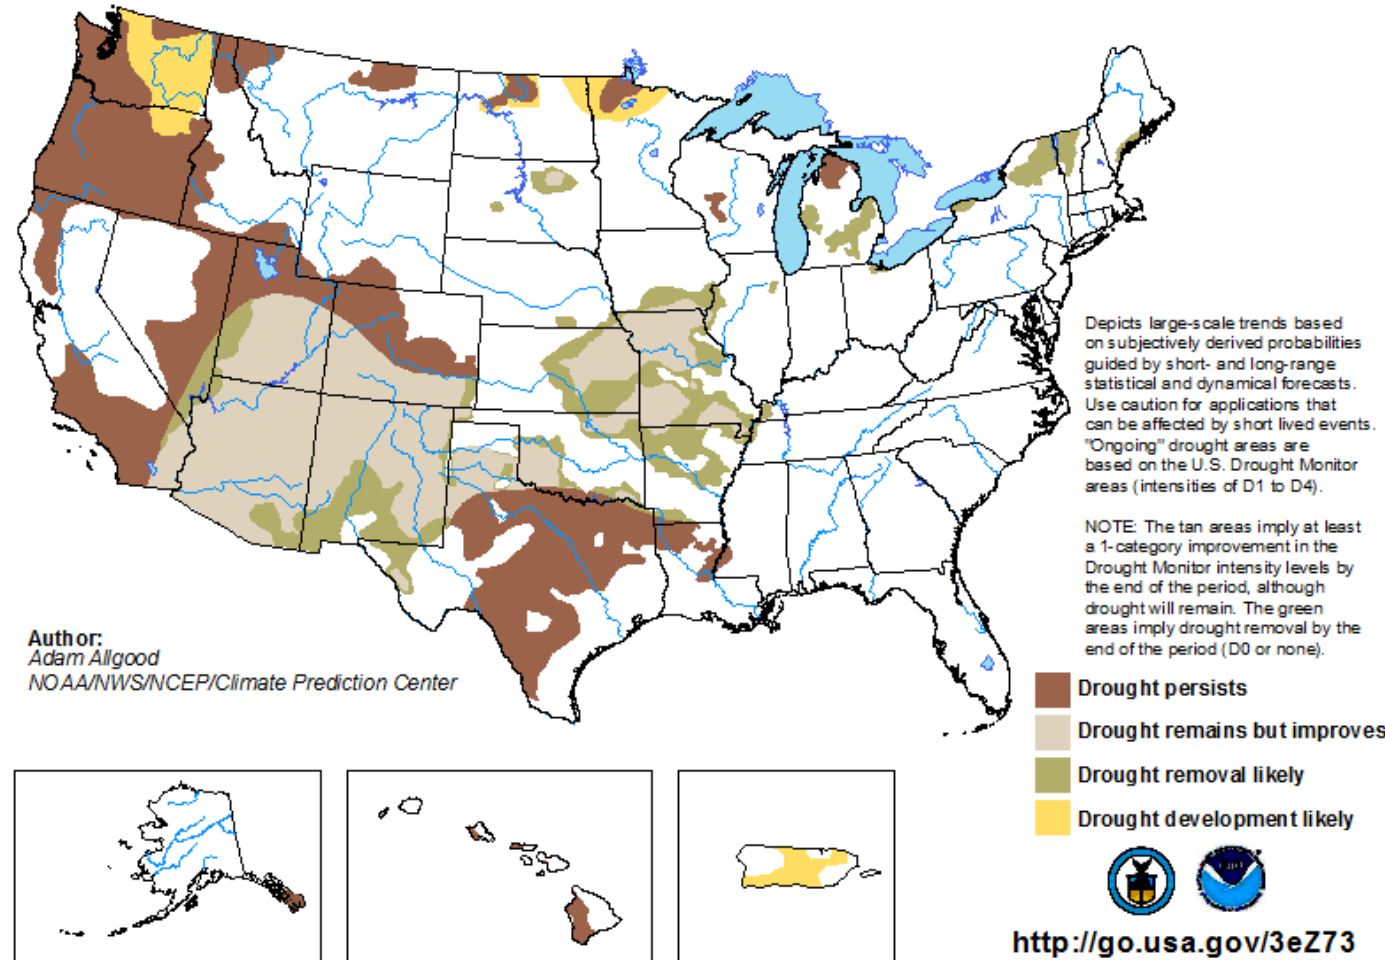 Depicts large-scale trends based
on subjectively derived probabilities
guided by short- and long-range
statistical and dynamical forecasts.
Use caution for applications that
can be affected by short lived events.
"Ongoing" drought areas are
based on the U.S. Drought Monitor
areas (intensities of D1 to D4).
NOTE: The tan areas imply at least
a 1-category improvement in the
Drought Monitor intensity levels by
the end of the period, although
drought will remain. The green
areas imply drought removal by the
end of the period (D0 or none).
Author:
Adam Allgood
NOAA/NWS/NCEP/Climate Prediction Center
Drought persists
Drought remains but improves
Drought removal likely
Drought development likely
http://go.usa.gov/3eZ73